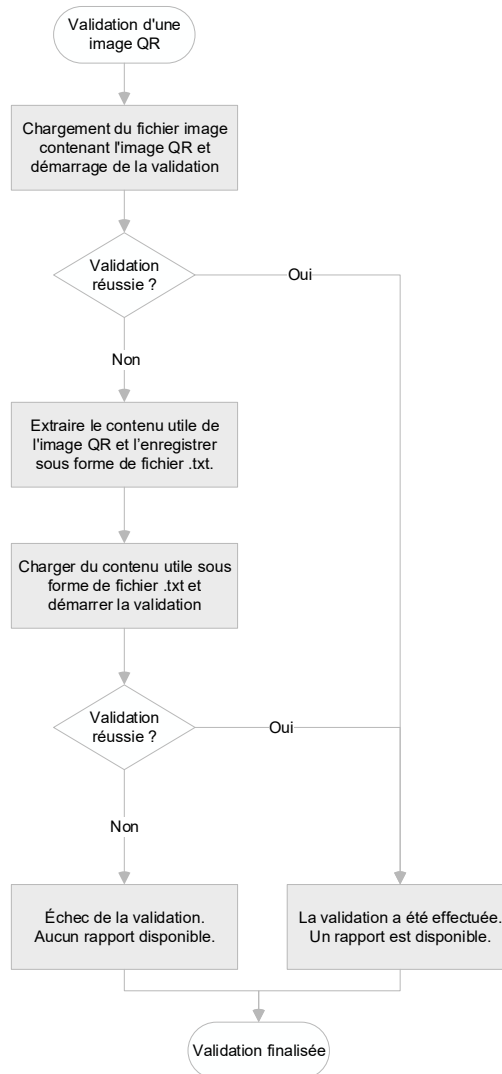 Validation d'une
image QR
Chargement du fichier image
contenant l'image QR et
démarrage de la validation
Validation
réussie ?
Oui
Non
Extraire le contenu utile de
l'image QR et l’enregistrer
sous forme de fichier .txt.
Charger du contenu utile sous
forme de fichier .txt et
démarrer la validation
Validation
réussie ?
Oui
Non
Échec de la validation.
Aucun rapport disponible.
La validation a été effectuée.
Un rapport est disponible.
Validation finalisée